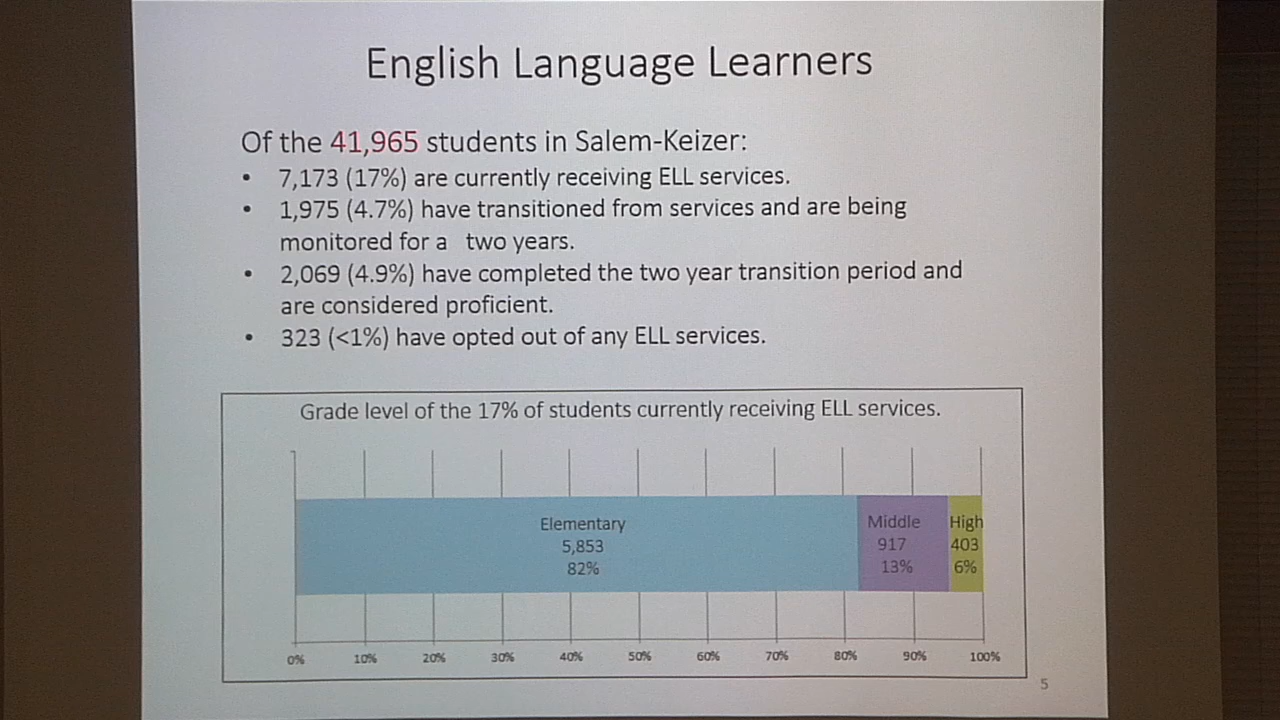 English Language Learners
Of the 41,965 students in Salem-Keizer:
• 7,173 (17%) are currently receiving ELL services.
• 1,975 (4.7%) have transitioned from services and are being
monitored for a two years.
• 2,069 (4.9%) have completed the two year transition period and
are considered proficient.
• 323 (<1%) have opted out of any ELL services.
Grade level of the 17% of students currently receiving ELL services.
Elementary
5,853
82%
Middle
917
13%
High
403
6%
0% 10% 20% 30% 40% 50% 60% 70% 80% 90% 100%
5